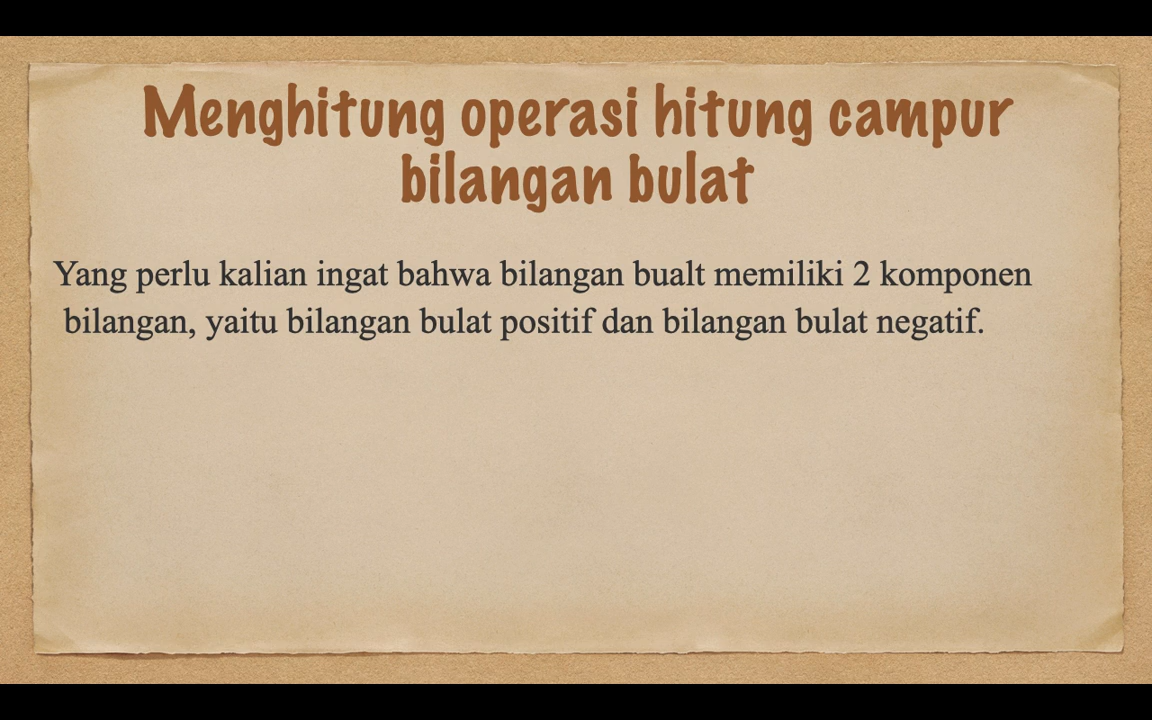 Menghitung operasi hitung campur
bilangan bulat
Yang perlu kalian ingat bahwa bilangan bualt memiliki 2 komponen
bilangan, yaitu bilangan bulat positif dan bilangan bulat negatif.